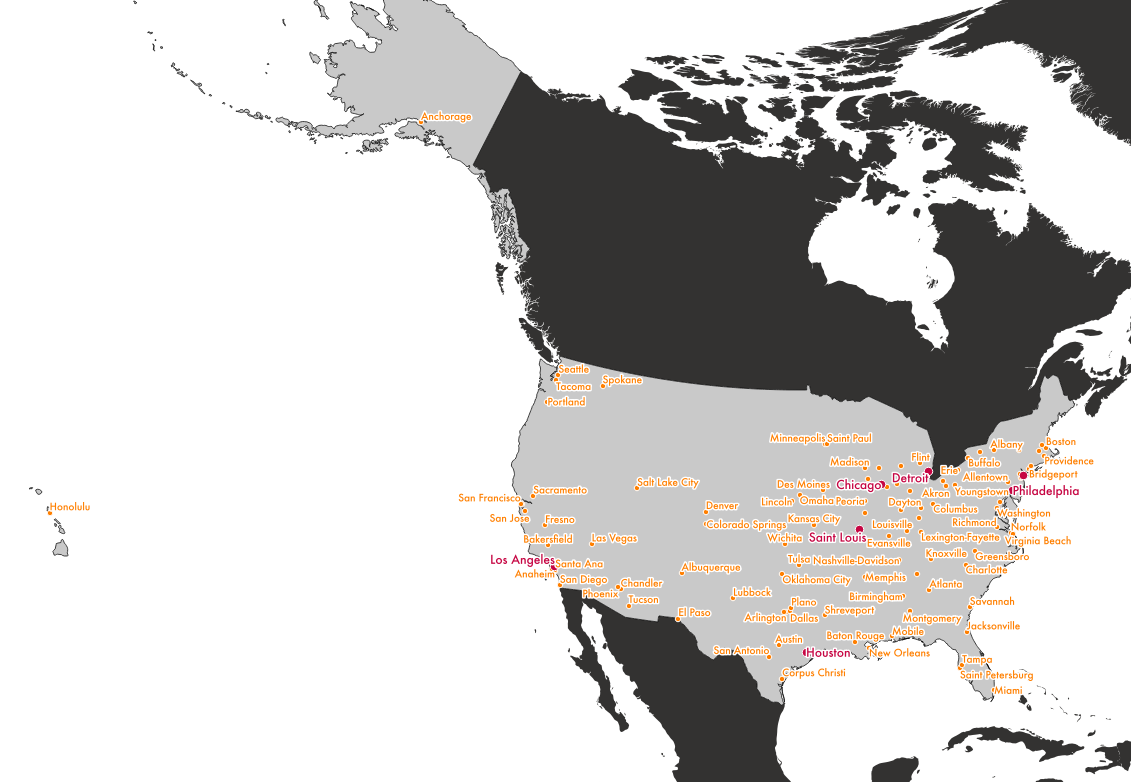 Anchorage
Seattle
Tacoma
Spokane
Portland
Minneapolis
Saint Paul
Madison
Flint
Erie
Buffalo
Albany
Boston
Providence
Bridgeport
Detroit
Allentown
Salt Lake City
Des Moines
Chicago
Akron
Youngstown
Philadelphia
San Francisco
Sacramento
Honolulu
Lincoln
Omaha
Peoria
Dayton
Columbus
Washington
Denver
San Jose
Fresno
Colorado Springs
Kansas City
Louisville
Richmond
Norfolk
Bakersfield
Las Vegas
Wichita
Saint Louis
Evansville
Lexington-Fayette
Virginia Beach
Los Angeles
Santa Ana
Tulsa
Nashville-Davidson
Knoxville
Greensboro
Anaheim
San Diego
Albuquerque
Oklahoma City
Memphis
Charlotte
Chandler
Phoenix
Tucson
Lubbock
Birmingham
Atlanta
El Paso
Plano
Arlington
Dallas
Shreveport
Montgomery
Savannah
Austin
Baton Rouge
Mobile
Jacksonville
San Antonio
Houston
New Orleans
Tampa
Corpus Christi
Saint Petersburg
Miami